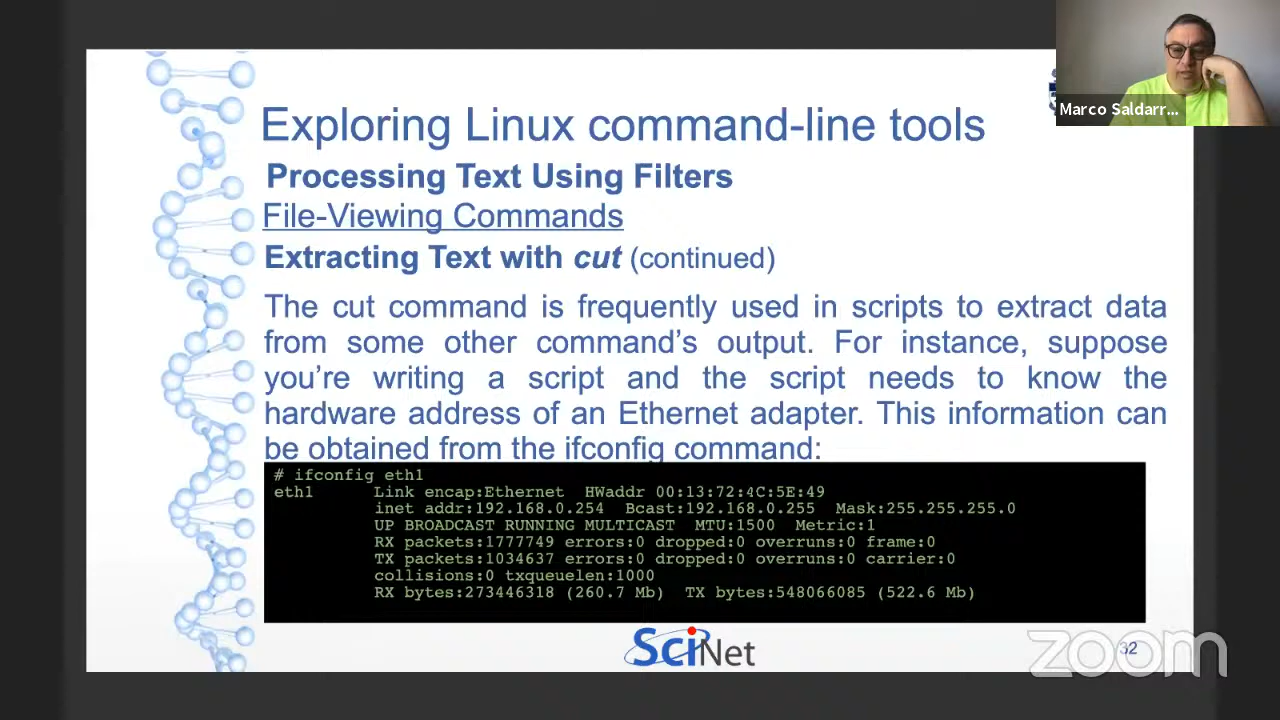 Marco Saldarr...
Exploring Linux command-line tools
Processing Text Using Filters
File-Viewing Commands
Extracting Text with cut (continued)
The cut command is frequently used in scripts to extract data
from some other command’s output. For instance, suppose
you’re writing a script and the script needs to know the
hardware address of an Ethernet adapter. This information can
be obtained from the ifconfig command:
# ifconfig eth1
eth1 Link encap:Ethernet HWaddr 00:13:72:4C:5E:49
inet addr:192.168.0.254 Bcast:192.168.0.255 Mask:255.255.255.0
UP BROADCAST RUNNING MULTICAST MTU:1500 Metric:1
RX packets:1777749 errors:0 dropped:0 overruns:0 frame:0
TX packets:1034637 errors:0 dropped:0 overruns:0 carrier:0
collisions:0 txqueuelen:1000
RX bytes:273446318 (260.7 Mb) TX bytes:548066085 (522.6 Mb)
SciNet
32
zoom